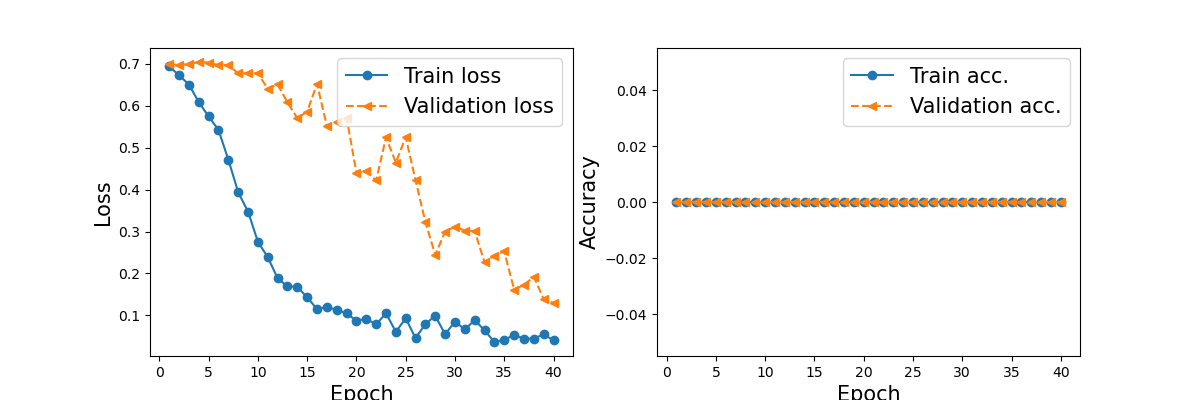 0.7
0.6
0.5
0.4
0.3
0.2
0.1
Loss
0 5 10 15 20 25 30 35 40
Epoch
Train loss
Validation loss
0.04
0.02
0.00
−0.02
−0.04
Accuracy
0 5 10 15 20 25 30 35 40
Epoch
Train acc.
Validation acc.